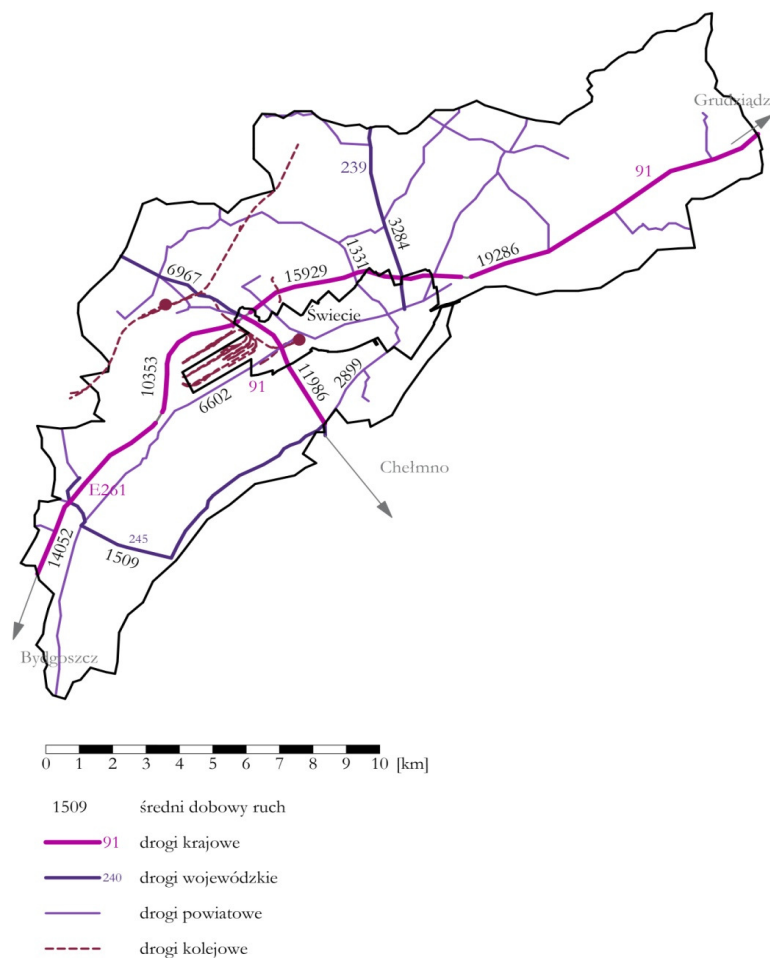 Grudziądz
239
91
3284
1331
19286
6967
15929
Świecie
10353
6602
91
11986
2899
Chełmno
E261
245
1509
14052
Bydgoszcz
0 1 2 3 4 5 6 7 8 9 10 [km]
1509 średni dobowy ruch
91 drogi krajowe
240 drogi wojewódzkie
drogi powiatowe
drogi kolejowe